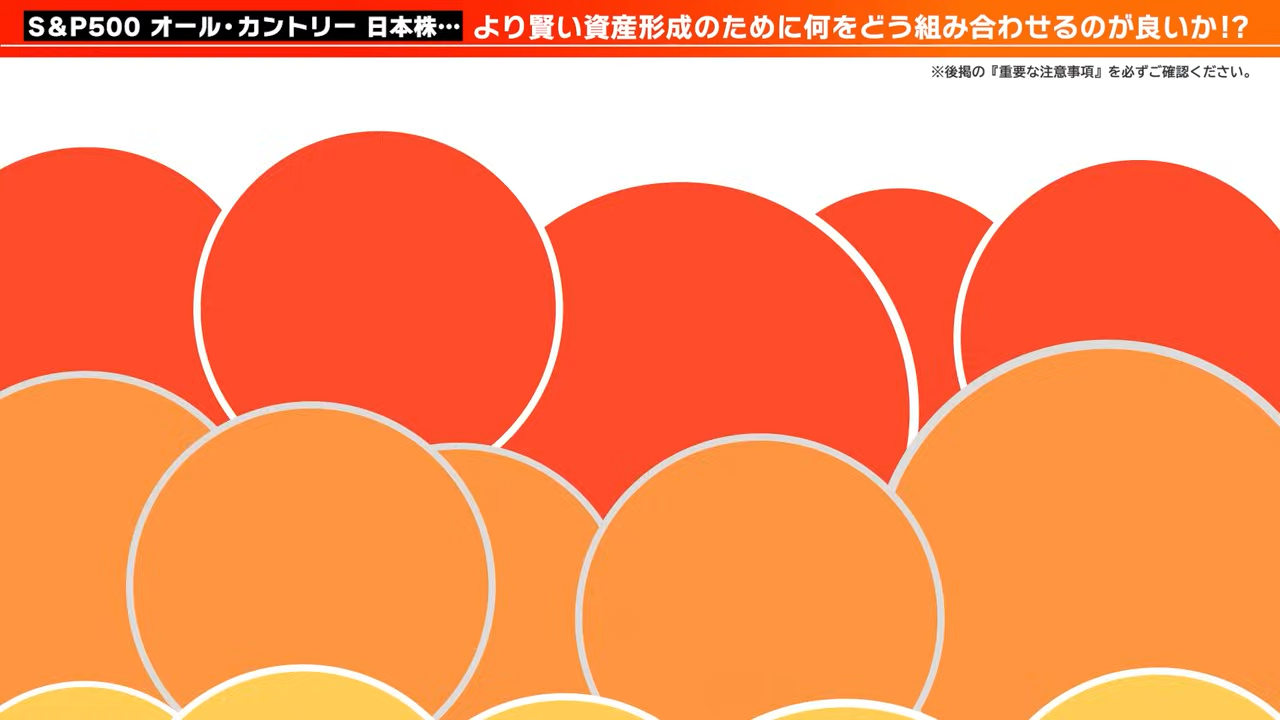 S&P500 オール・カントリー 日本株… より賢い資産形成のために何をどう組み合わせるのが良いか!?
※後掲の『重要な注意事項』を必ずご確認ください。